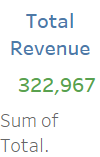 Total
Revenue
322,967
Sum of
Total.